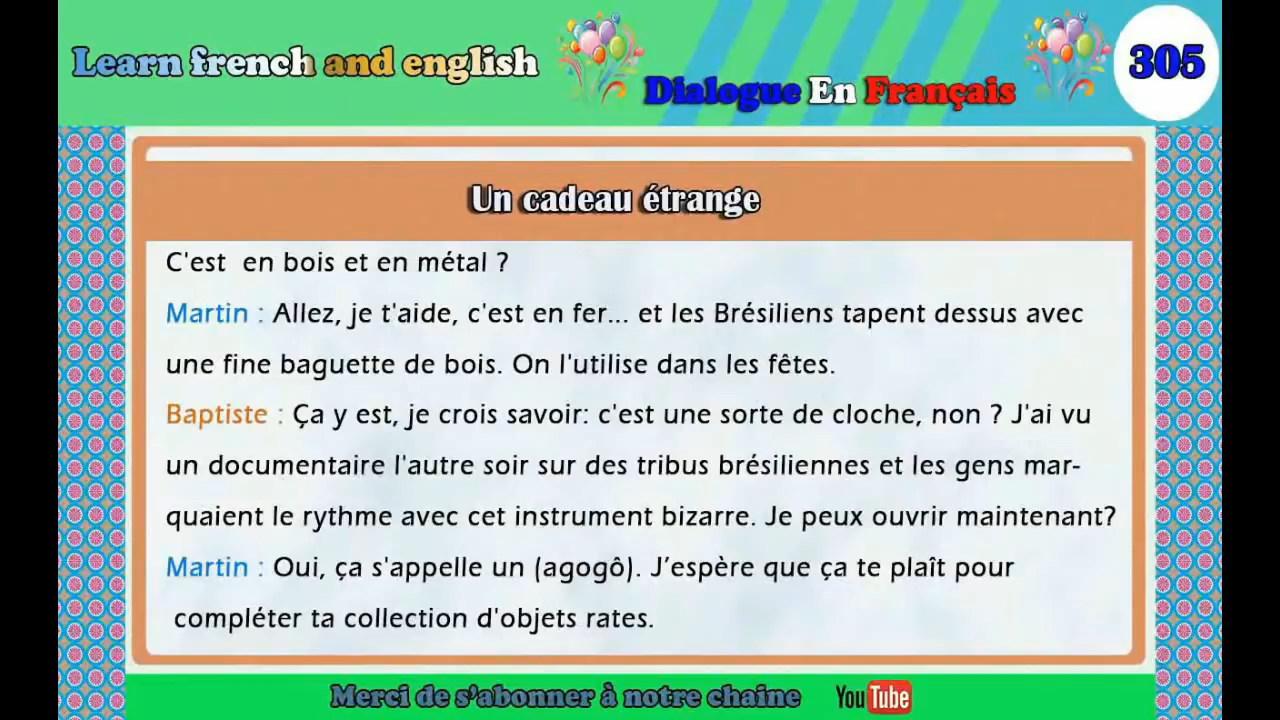 Learn french and english
Dialogue En Français
305
Un cadeau étrange
C'est en bois et en métal ?
Martin : Allez, je t'aide, c'est en fer... et les Brésiliens tapent dessus avec
une fine baguette de bois. On l'utilise dans les fêtes.
Baptiste : Ça y est, je crois savoir: c'est une sorte de cloche, non ? J'ai vu
un documentaire l'autre soir sur des tribus brésiliennes et les gens mar-
quaient le rythme avec cet instrument bizarre. Je peux ouvrir maintenant?
Martin : Oui, ça s'appelle un (agogô). J’espère que ça te plaît pour
compléter ta collection d'objets rates.
Merci de s'abonner à notre chaine
YouTube